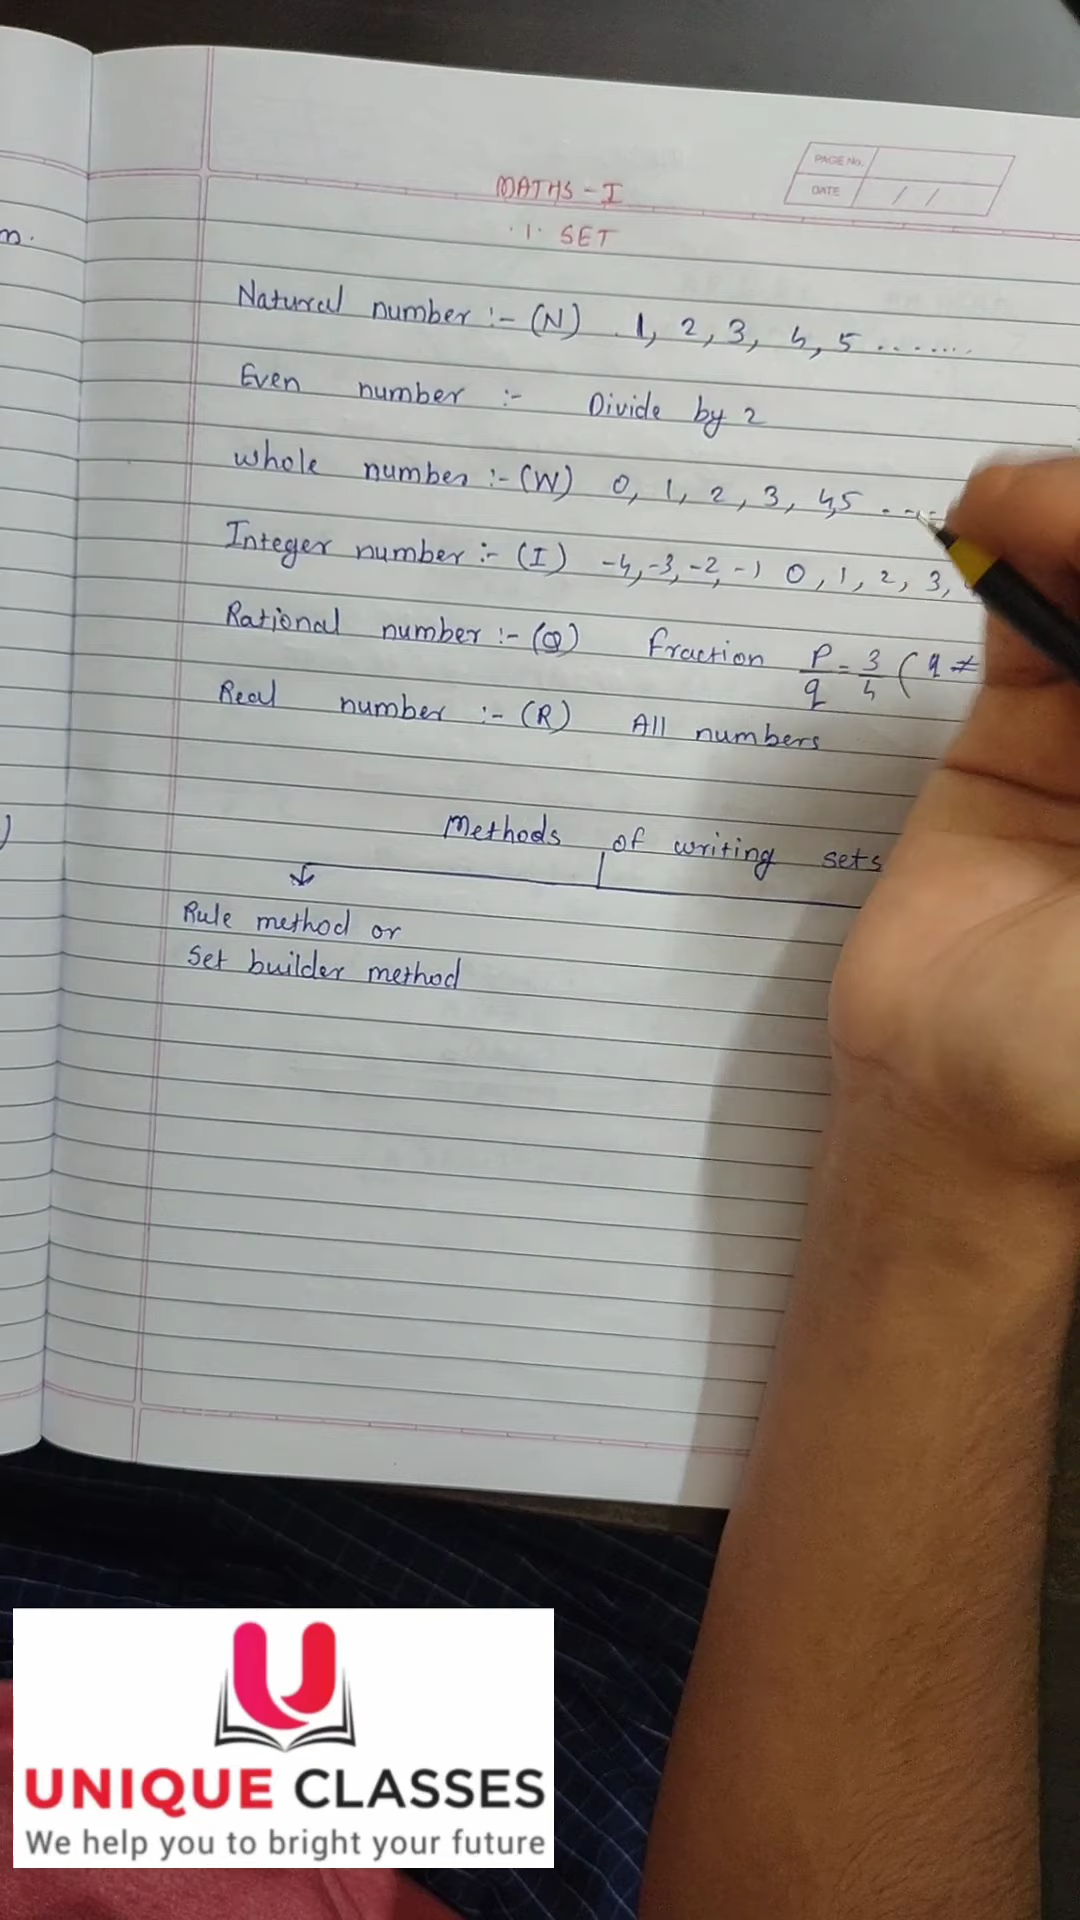 PAGE No.
DATE / /
MATHS - I
1. SET
Natural number :- (N) 1, 2, 3, 4, 5 .......
Even number :- Divide by 2
whole number :- (W) 0, 1, 2, 3, 4,5 ....
Integer number :- (I) -4, -3, -2, -1 0, 1, 2, 3,
Rational number :- (Q) fraction P/q = 3/4 ( q ≠
Real number :- (R) All numbers
Methods of writing sets
Rule method or
Set builder method
UNIQUE CLASSES
We help you to bright your future